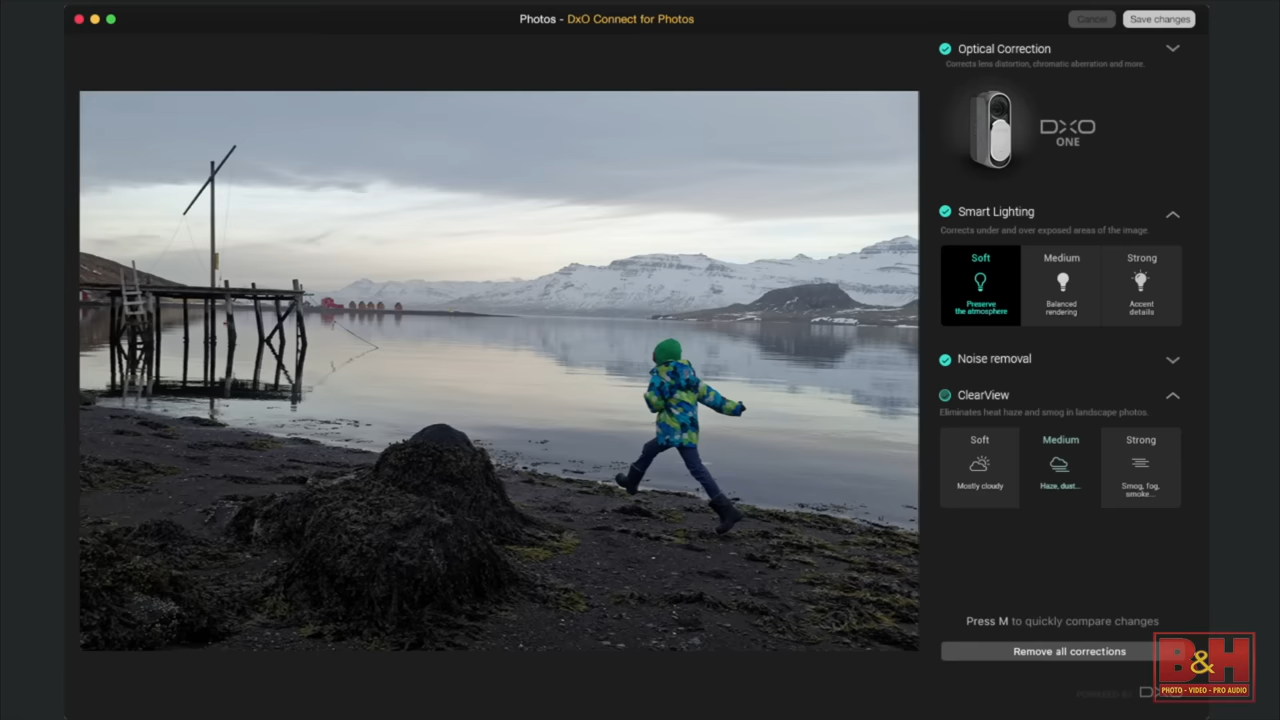 Photos - DxO Connect for Photos
Cancel
Save changes
Optical Correction
Corrects lens distortion, chromatic aberration and more.
DXO
ONE
Smart Lighting
Corrects under and over exposed areas of the image.
Soft
Preserve
the atmosphere
Medium
Balanced
rendering
Strong
Accent
details
Noise removal
ClearView
Eliminates heat haze and smog in landscape photos.
Soft
Mostly cloudy
Medium
Haze, dust...
Strong
Smog, fog,
smoke...
Press M to quickly compare changes
Remove all corrections
POWERED BY DXO
B&H
PHOTO - VIDEO - PRO AUDIO